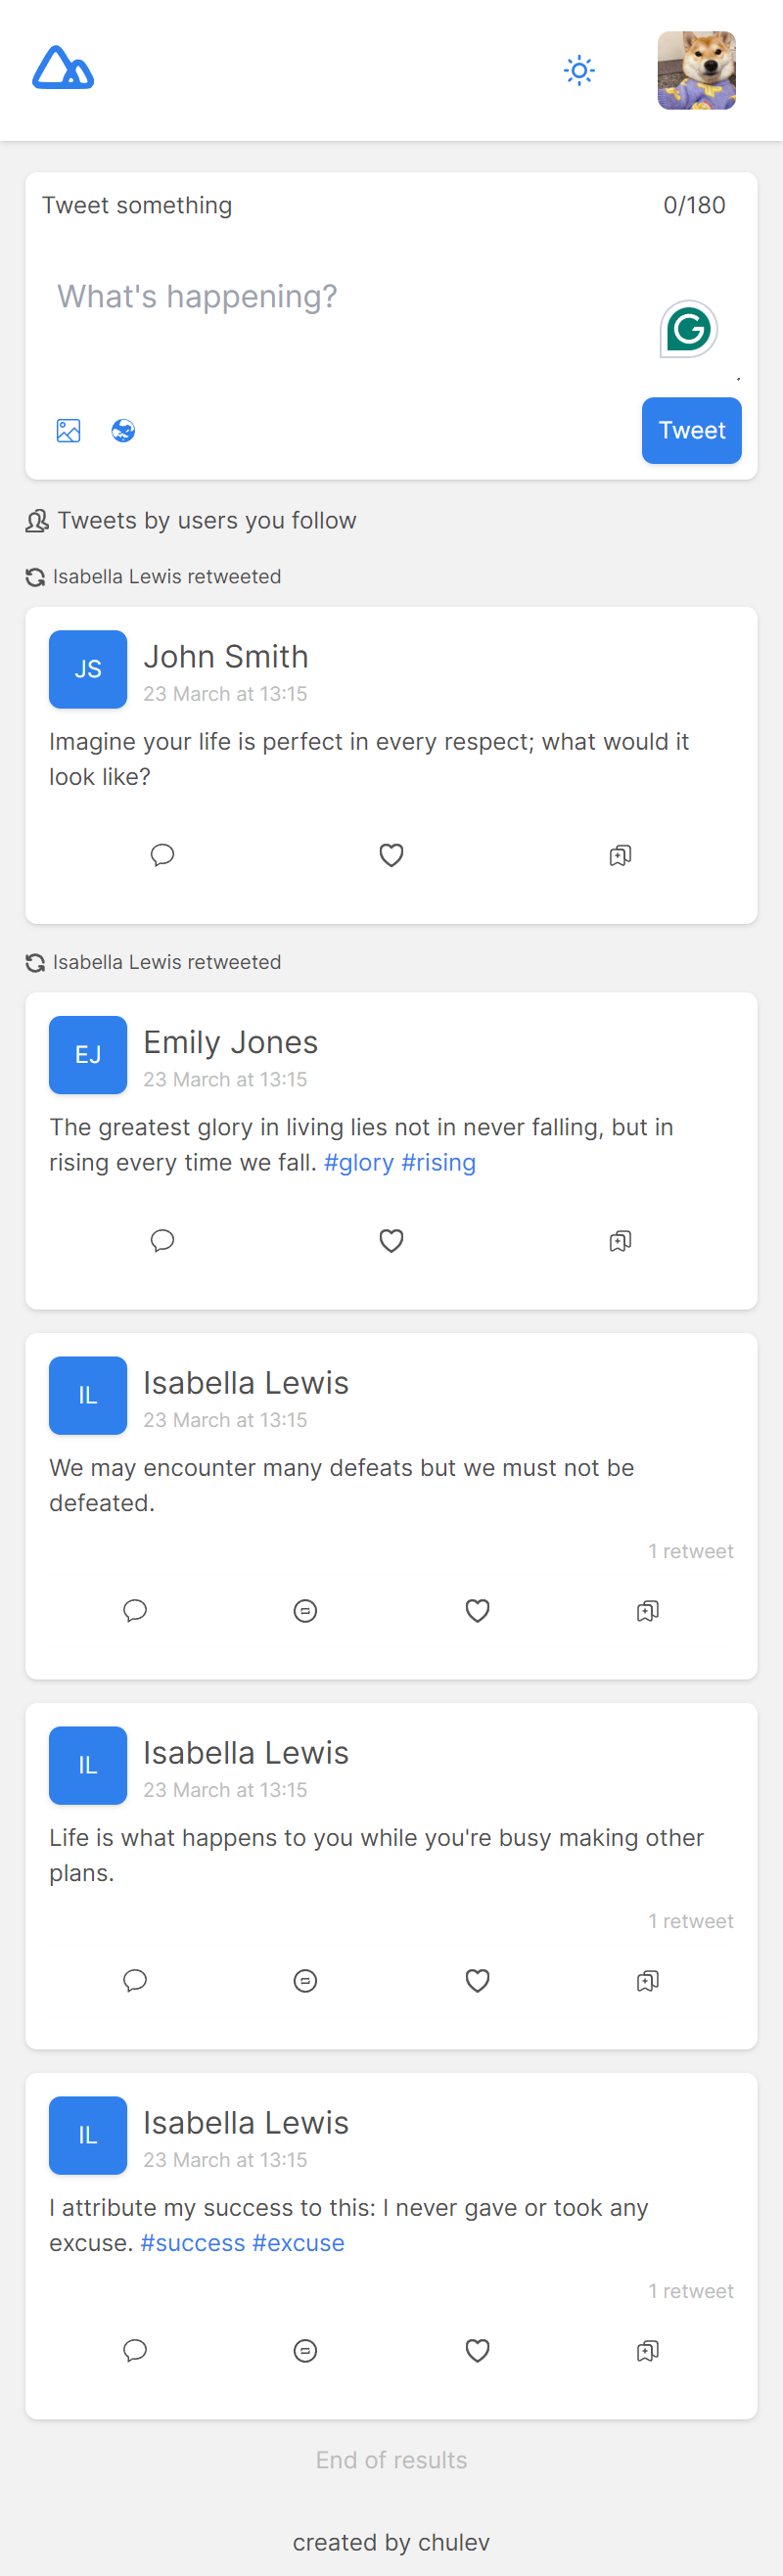 Tweet something 0/180
What's happening?
G
Tweet
Tweets by users you follow
Isabella Lewis retweeted
JS John Smith
23 March at 13:15
Imagine your life is perfect in every respect; what would it
look like?
Isabella Lewis retweeted
EJ Emily Jones
23 March at 13:15
The greatest glory in living lies not in never falling, but in
rising every time we fall. #glory #rising
IL Isabella Lewis
23 March at 13:15
We may encounter many defeats but we must not be
defeated.
1 retweet
IL Isabella Lewis
23 March at 13:15
Life is what happens to you while you're busy making other
plans.
1 retweet
IL Isabella Lewis
23 March at 13:15
I attribute my success to this: I never gave or took any
excuse. #success #excuse
1 retweet
End of results
created by chulev